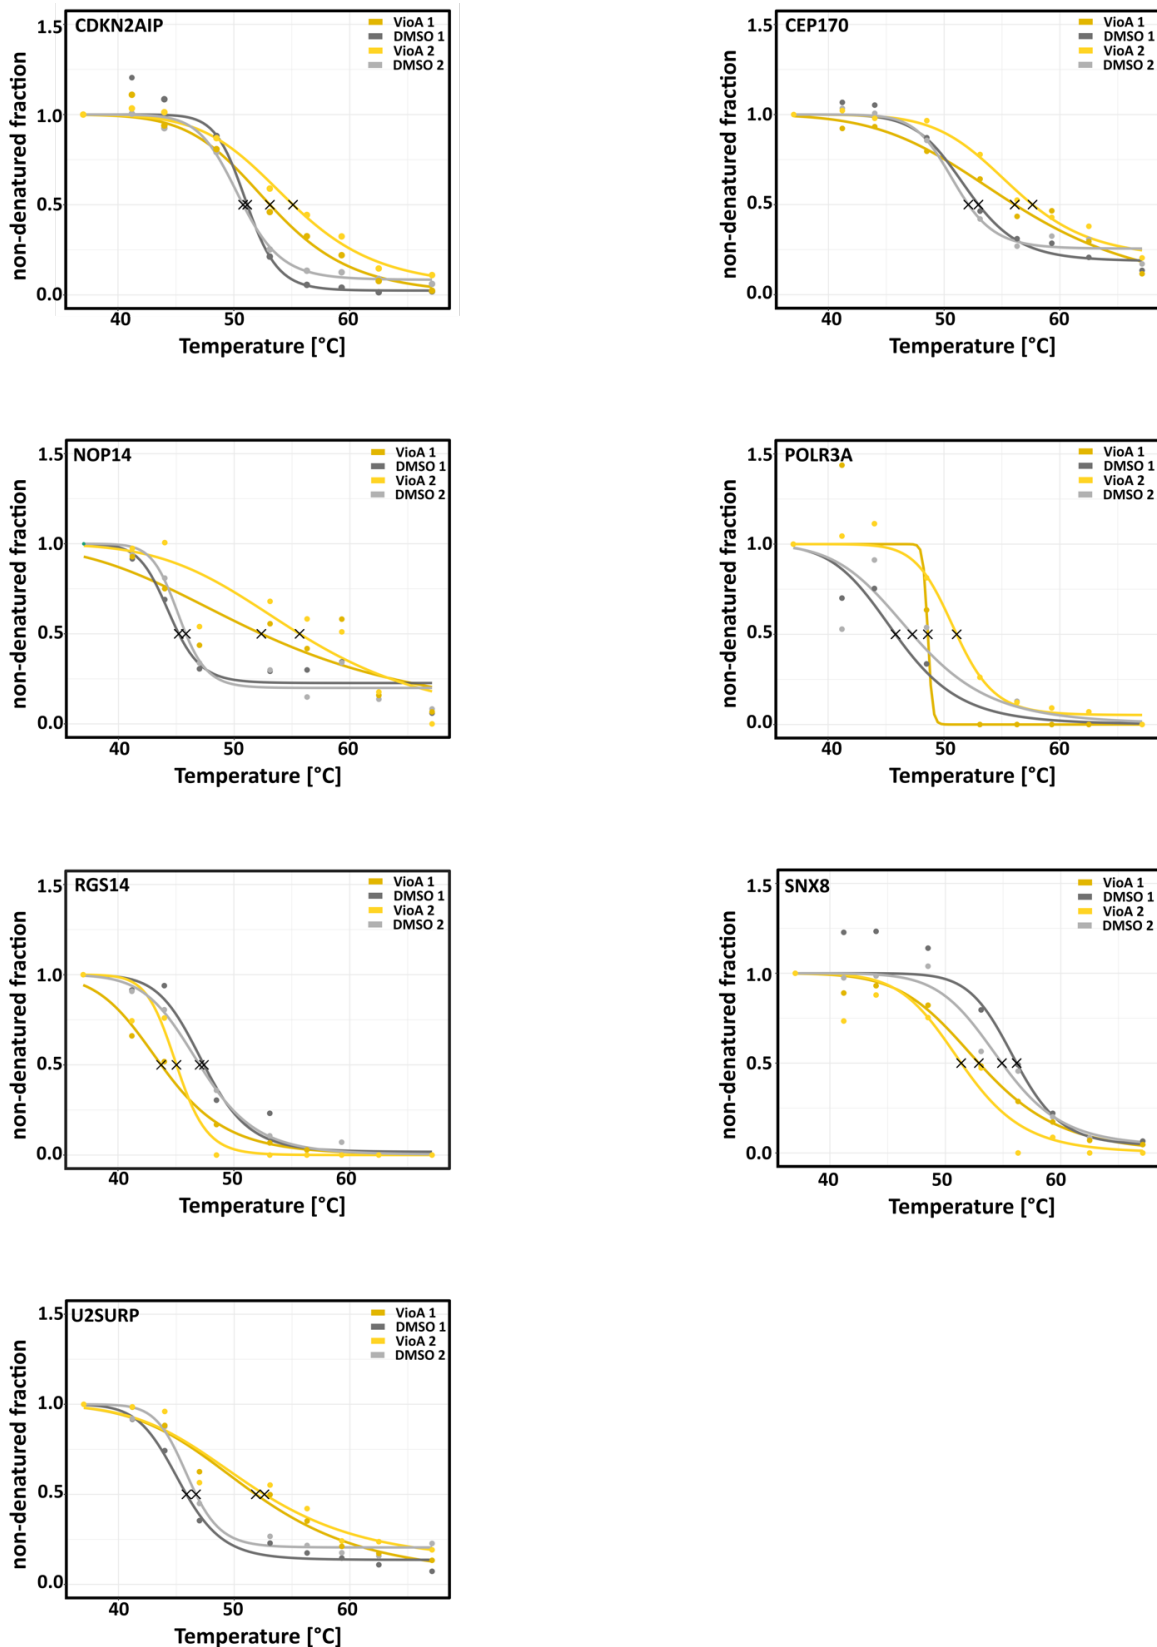 CDKN2AIP
VioA 1
DMSO 1
VioA 2
DMSO 2
1.5
1.0
0.5
0.0
non-denatured fraction
40 50 60
Temperature [°C]
CEP170
VioA 1
DMSO 1
VioA 2
DMSO 2
1.5
1.0
0.5
0.0
non-denatured fraction
40 50 60
Temperature [°C]
NOP14
VioA 1
DMSO 1
VioA 2
DMSO 2
1.5
1.0
0.5
0.0
non-denatured fraction
40 50 60
Temperature [°C]
POLR3A
VioA 1
DMSO 1
VioA 2
DMSO 2
1.5
1.0
0.5
0.0
non-denatured fraction
40 50 60
Temperature [°C]
RGS14
VioA 1
DMSO 1
VioA 2
DMSO 2
1.5
1.0
0.5
0.0
non-denatured fraction
40 50 60
Temperature [°C]
SNX8
VioA 1
DMSO 1
VioA 2
DMSO 2
1.5
1.0
0.5
0.0
non-denatured fraction
40 50 60
Temperature [°C]
U2SURP
VioA 1
DMSO 1
VioA 2
DMSO 2
1.5
1.0
0.5
0.0
non-denatured fraction
40 50 60
Temperature [°C]